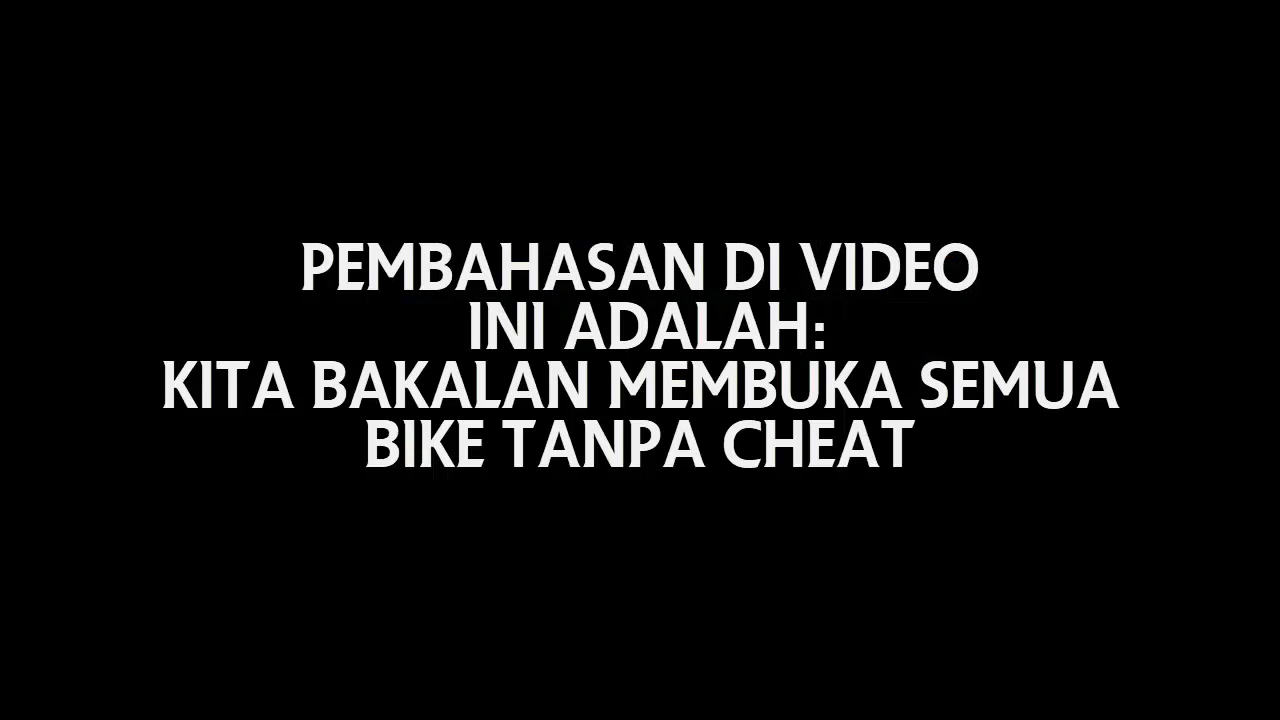 PEMBAHASAN DI VIDEO
INI ADALAH:
KITA BAKALAN MEMBUKA SEMUA
BIKE TANPA CHEAT